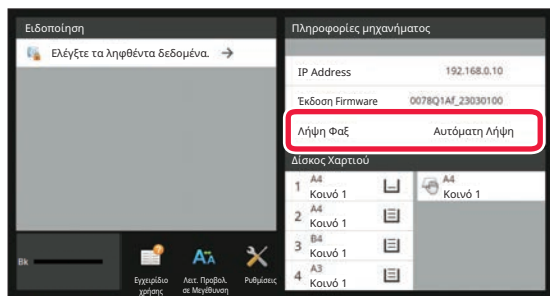 Ειδοποίηση
Ελέγξτε τα ληφθέντα δεδομένα.
Πληροφορίες μηχανήματος
IP Address 192.168.0.10
Έκδοση Firmware 0078Q1Af_23030100
Λήψη Φαξ Αυτόματη Λήψη
Δίσκος Χαρτιού
1 A4
Κοινό 1
A4
Κοινό 1
2 A4
Κοινό 1
3 B4
Κοινό 1
4 A3
Κοινό 1
Bk
Εγχειρίδιο
χρήσης
Λειτ. Προβολ.
σε Μεγέθυνση
Ρυθμίσεις